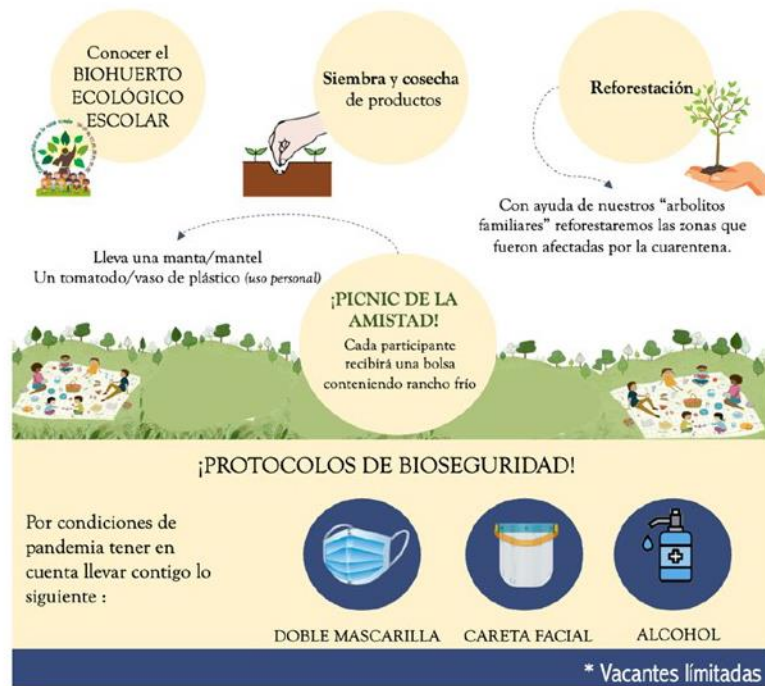 Conocer el
BIOHUERTO
ECOLÓGICO
ESCOLAR
Siembra y cosecha
de productos
Reforestación
Con ayuda de nuestros “arbolitos
familiares” reforestaremos las zonas que
fueron afectadas por la cuarentena.
Lleva una manta/mantel
Un tomatodo/vaso de plástico (uso personal)
¡PICNIC DE LA
AMISTAD!
Cada participante
recibirá una bolsa
conteniendo rancho frío
¡PROTOCOLOS DE BIOSEGURIDAD!
Por condiciones de
pandemia tener en
cuenta llevar contigo lo
siguiente :
DOBLE MASCARILLA
CARETA FACIAL
ALCOHOL
* Vacantes límitadas